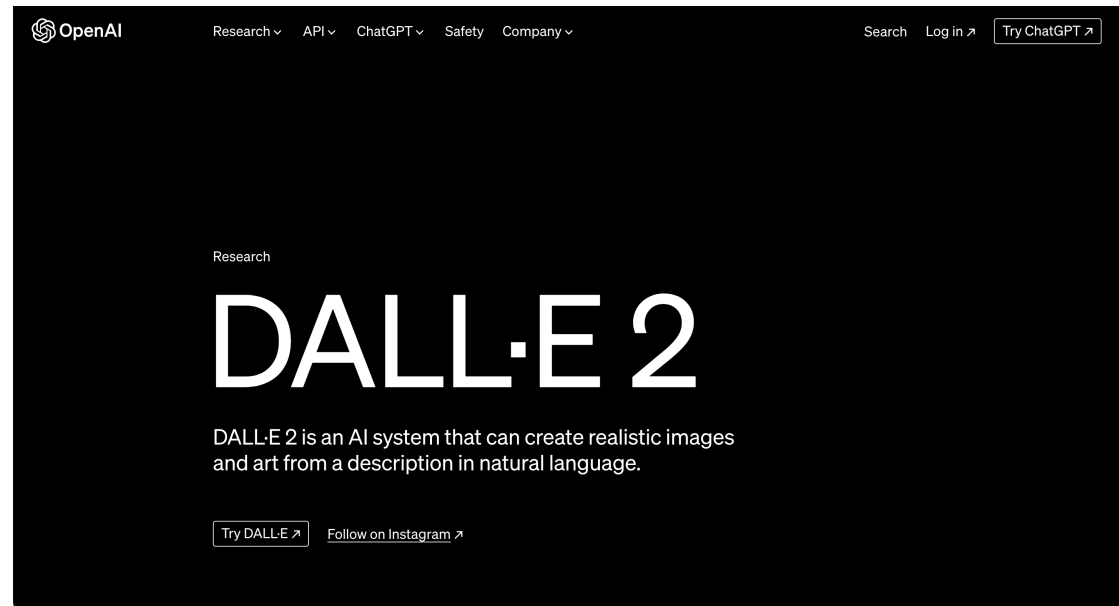 OpenAI Research API ChatGPT Safety Company Search Log in ↗ Try ChatGPT ↗
Research
DALL·E 2
DALL·E 2 is an AI system that can create realistic images
and art from a description in natural language.
Try DALL·E ↗ Follow on Instagram ↗